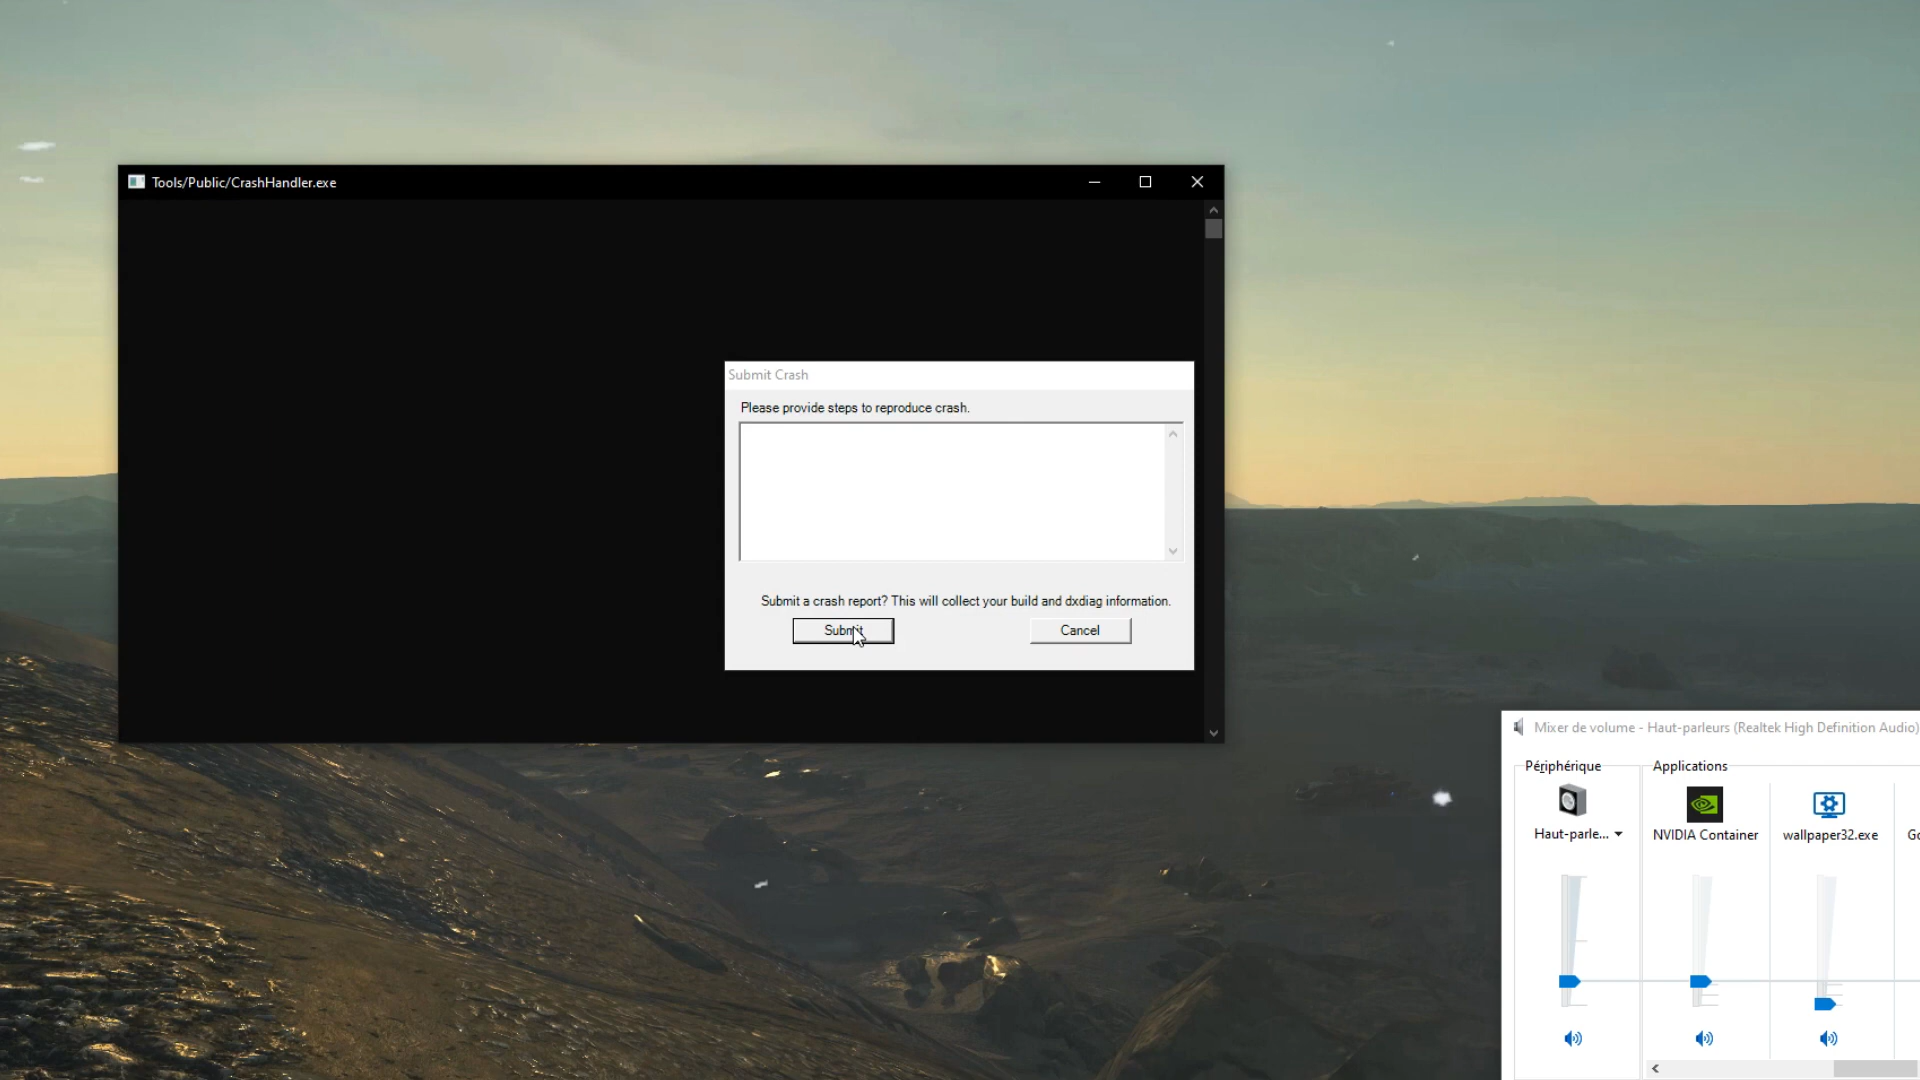 Tools/Public/CrashHandler.exe
Submit Crash
Please provide steps to reproduce crash.
Submit a crash report? This will collect your build and dxdiag information.
Submit
Cancel
Mixer de volume - Haut-parleurs (Realtek High Definition Audio)
Périphérique
Applications
Haut-parle...
NVIDIA Container
wallpaper32.exe